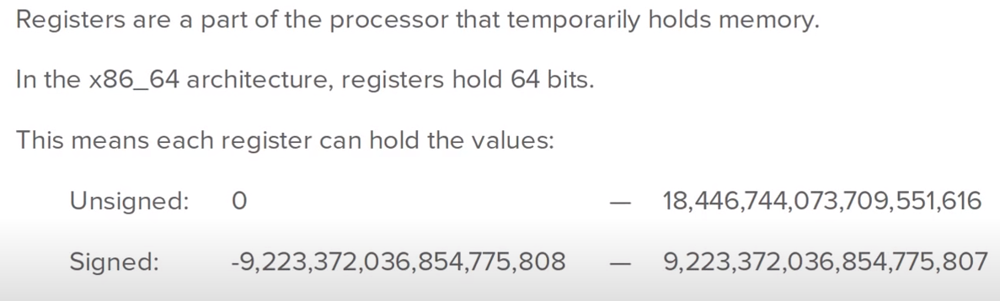 Registers are a part of the processor that temporarily holds memory.
In the x86_64 architecture, registers hold 64 bits.
This means each register can hold the values:
Unsigned: 0 — 18,446,744,073,709,551,616
Signed: -9,223,372,036,854,775,808 — 9,223,372,036,854,775,807